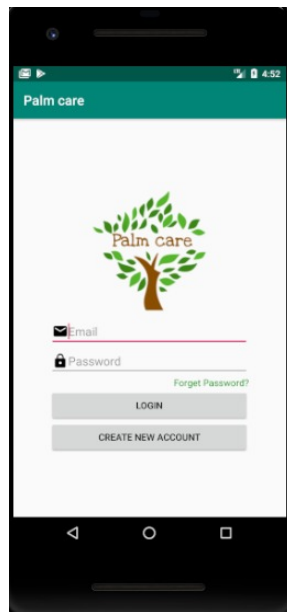 4:52
Palm care
Palm care
Email
Password
Forget Password?
LOGIN
CREATE NEW ACCOUNT